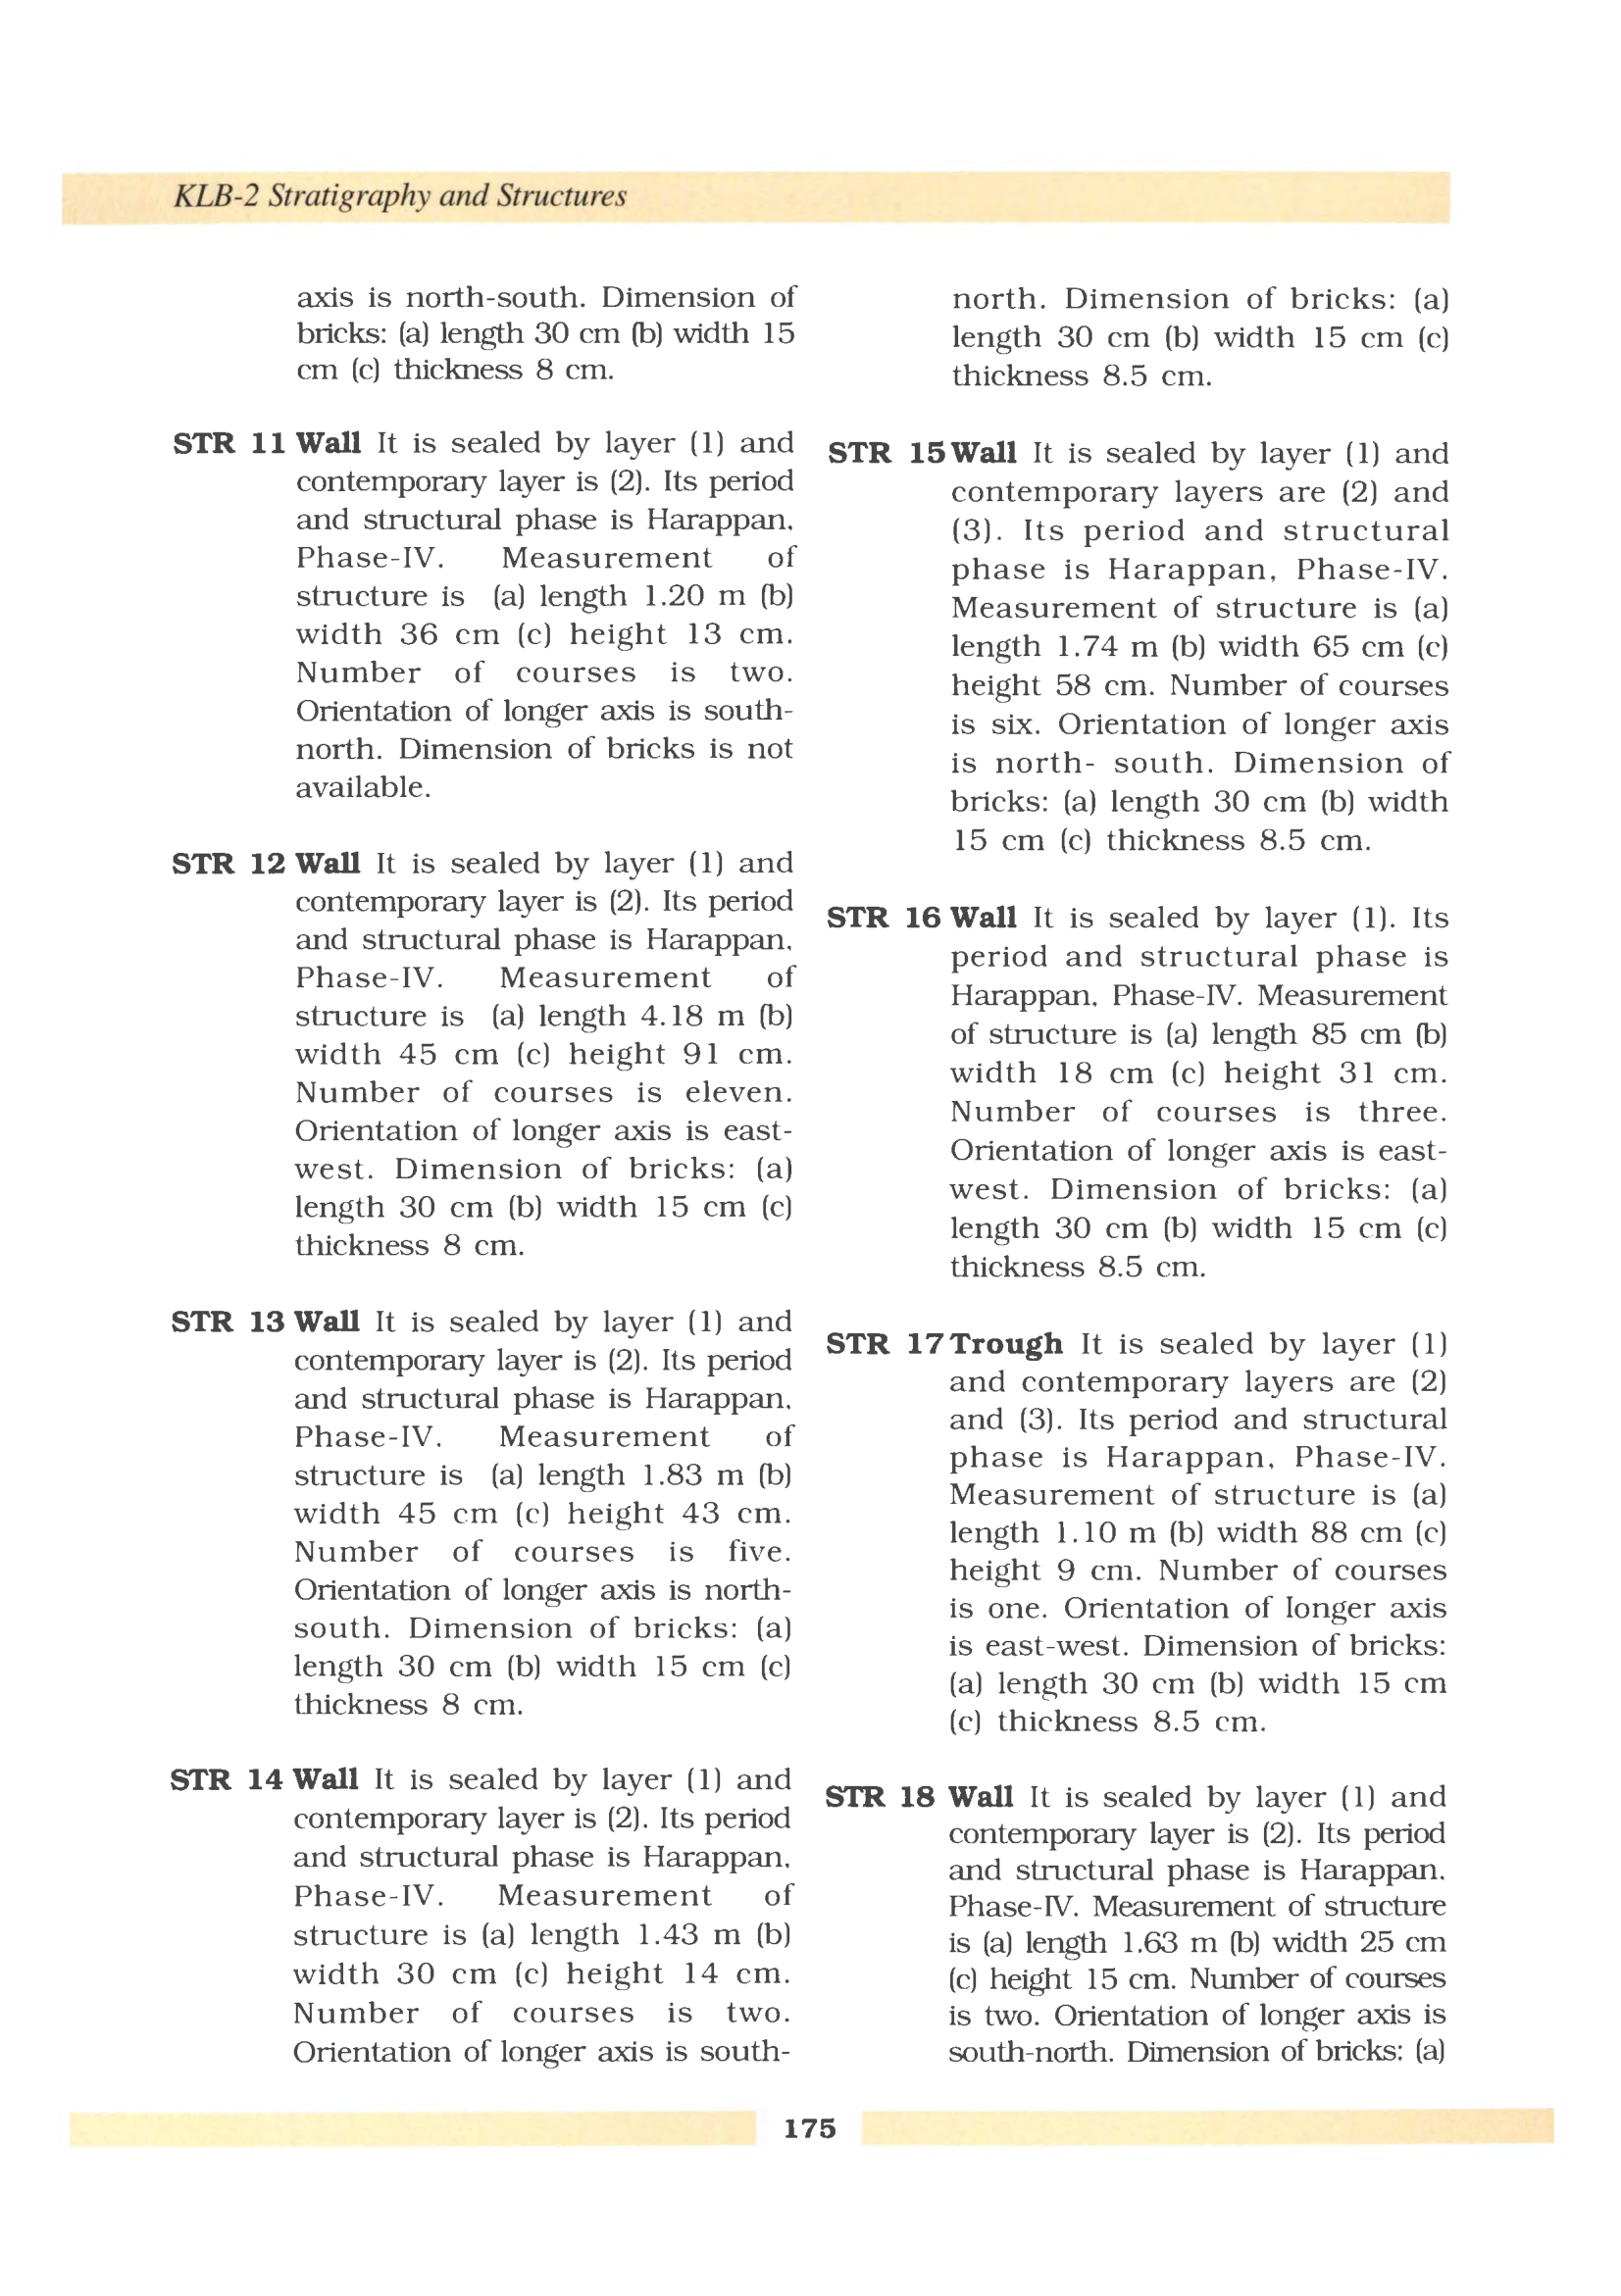 KLB-2 Stratigraphy and Structures
axis is north-south. Dimension of
bricks: (a) length 30 cm (b) width 15
cm (c) thickness 8 cm.
STR 11 Wall It is sealed by layer (1) and
contemporary layer is (2). Its period
and structural phase is Harappan,
Phase-IV. Measurement of
structure is (a) length 1.20 m (b)
width 36 cm (c) height 13 cm.
Number of courses is two.
Orientation of longer axis is south-
north. Dimension of bricks is not
available.
STR 12 Wall It is sealed by layer (1) and
contemporary layer is (2). Its period
and structural phase is Harappan,
Phase-IV. Measurement of
structure is (a) length 4.18 m (b)
width 45 cm (c) height 91 cm.
Number of courses is eleven.
Orientation of longer axis is east-
west. Dimension of bricks: (a)
length 30 cm (b) width 15 cm (c)
thickness 8 cm.
STR 13 Wall It is sealed by layer (1) and
contemporary layer is (2). Its period
and structural phase is Harappan,
Phase-IV. Measurement of
structure is (a) length 1.83 m (b)
width 45 cm (c) height 43 cm.
Number of courses is five.
Orientation of longer axis is north-
south. Dimension of bricks: (a)
length 30 cm (b) width 15 cm (c)
thickness 8 cm.
STR 14 Wall It is sealed by layer (1) and
contemporary layer is (2). Its period
and structural phase is Harappan,
Phase-IV. Measurement of
structure is (a) length 1.43 m (b)
width 30 cm (c) height 14 cm.
Number of courses is two.
Orientation of longer axis is south-
north. Dimension of bricks: (a)
length 30 cm (b) width 15 cm (c)
thickness 8.5 cm.
STR 15 Wall It is sealed by layer (1) and
contemporary layers are (2) and
(3). Its period and structural
phase is Harappan, Phase-IV.
Measurement of structure is (a)
length 1.74 m (b) width 65 cm (c)
height 58 cm. Number of courses
is six. Orientation of longer axis
is north- south. Dimension of
bricks: (a) length 30 cm (b) width
15 cm (c) thickness 8.5 cm.
STR 16 Wall It is sealed by layer (1). Its
period and structural phase is
Harappan, Phase-IV. Measurement
of structure is (a) length 85 cm (b)
width 18 cm (c) height 31 cm.
Number of courses is three.
Orientation of longer axis is east-
west. Dimension of bricks: (a)
length 30 cm (b) width 15 cm (c)
thickness 8.5 cm.
STR 17 Trough It is sealed by layer (1)
and contemporary layers are (2)
and (3). Its period and structural
phase is Harappan, Phase-IV.
Measurement of structure is (a)
length 1.10 m (b) width 88 cm (c)
height 9 cm. Number of courses
is one. Orientation of longer axis
is east-west. Dimension of bricks:
(a) length 30 cm (b) width 15 cm
(c) thickness 8.5 cm.
STR 18 Wall It is sealed by layer (1) and
contemporary layer is (2). Its period
and structural phase is Harappan,
Phase-IV. Measurement of structure
is (a) length 1.63 m (b) width 25 cm
(c) height 15 cm. Number of courses
is two. Orientation of longer axis is
south-north. Dimension of bricks: (a)
175